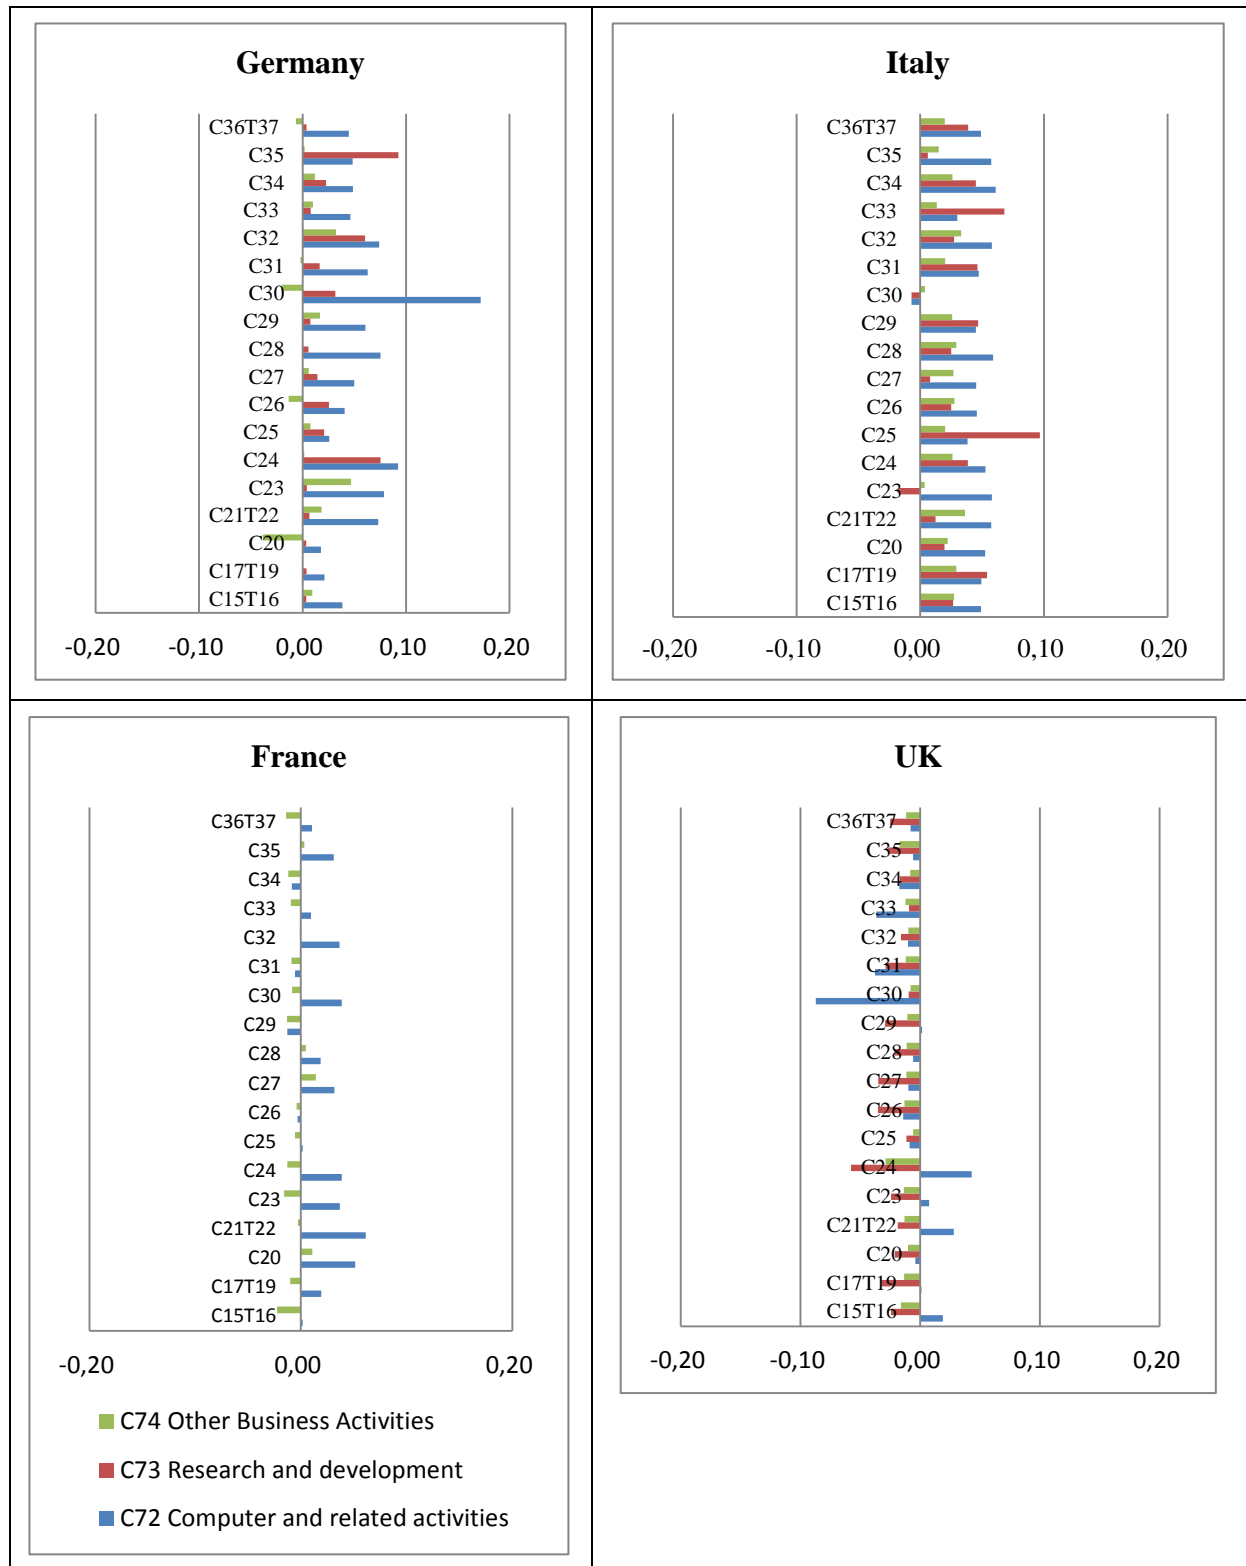 Germany
C36T37
C35
C34
C33
C32
C31
C30
C29
C28
C27
C26
C25
C24
C23
C21T22
C20
C17T19
C15T16
-0,20 -0,10 0,00 0,10 0,20
Italy
C36T37
C35
C34
C33
C32
C31
C30
C29
C28
C27
C26
C25
C24
C23
C21T22
C20
C17T19
C15T16
-0,20 -0,10 0,00 0,10 0,20
France
C36T37
C35
C34
C33
C32
C31
C30
C29
C28
C27
C26
C25
C24
C23
C21T22
C20
C17T19
C15T16
-0,20 0,00 0,20
C74 Other Business Activities
C73 Research and development
C72 Computer and related activities
UK
C36T37
C35
C34
C33
C32
C31
C30
C29
C28
C27
C26
C25
C24
C23
C21T22
C20
C17T19
C15T16
-0,20 -0,10 0,00 0,10 0,20